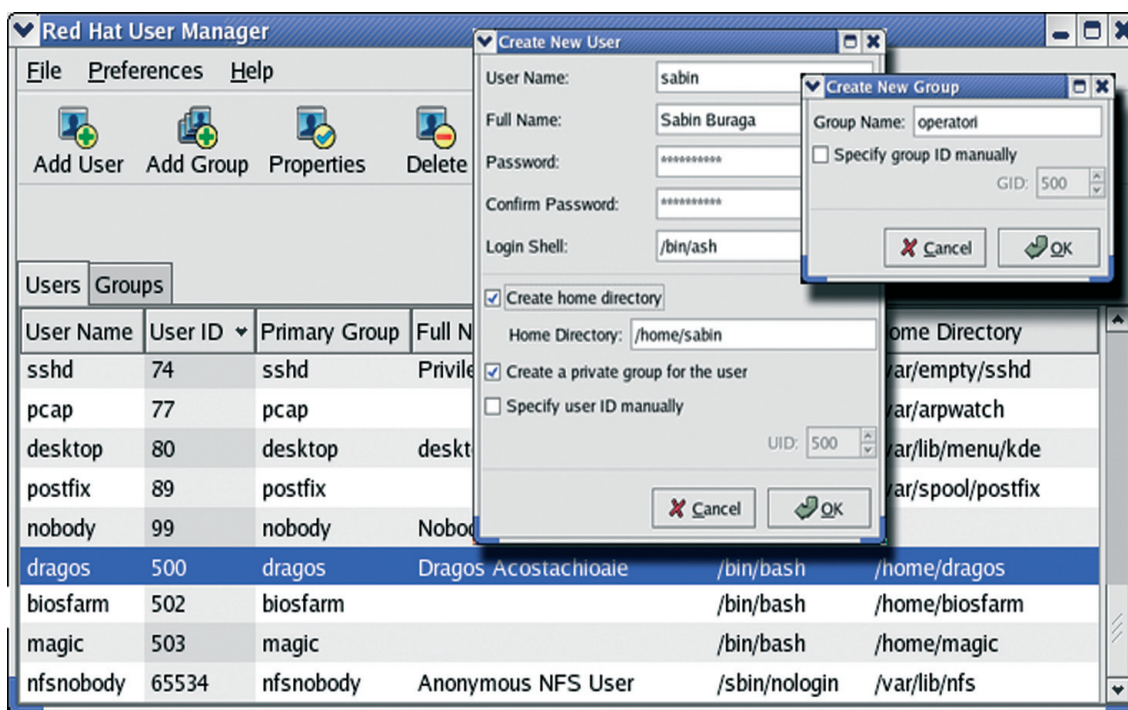 Red Hat User Manager
File Preferences Help
Add User Add Group Properties Delete
Users Groups
User Name User ID Primary Group Full N ome Directory
sshd 74 sshd Privile var/empty/sshd
pcap 77 pcap var/arpwatch
desktop 80 desktop deskt var/lib/menu/kde
postfix 89 postfix var/spool/postfix
nobody 99 nobody Nobod
dragos 500 dragos Dragos Acostachioaie /bin/bash /home/dragos
biosfarm 502 biosfarm /bin/bash /home/biosfarm
magic 503 magic /bin/bash /home/magic
nfsnobody 65534 nfsnobody Anonymous NFS User /sbin/nologin /var/lib/nfs
Create New User
User Name: sabin
Full Name: Sabin Buraga
Password: **********
Confirm Password: **********
Login Shell: /bin/ash
Create home directory
Home Directory: /home/sabin
Create a private group for the user
Specify user ID manually
UID: 500
Cancel OK
Create New Group
Group Name: operatori
Specify group ID manually
GID: 500
Cancel OK